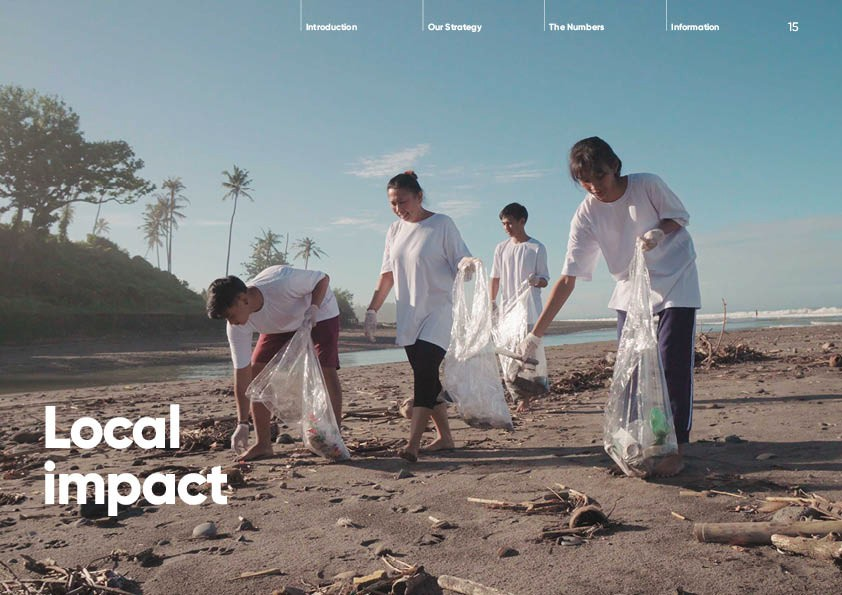 Introduction
Our Strategy
The Numbers
Information
15
Local
impact